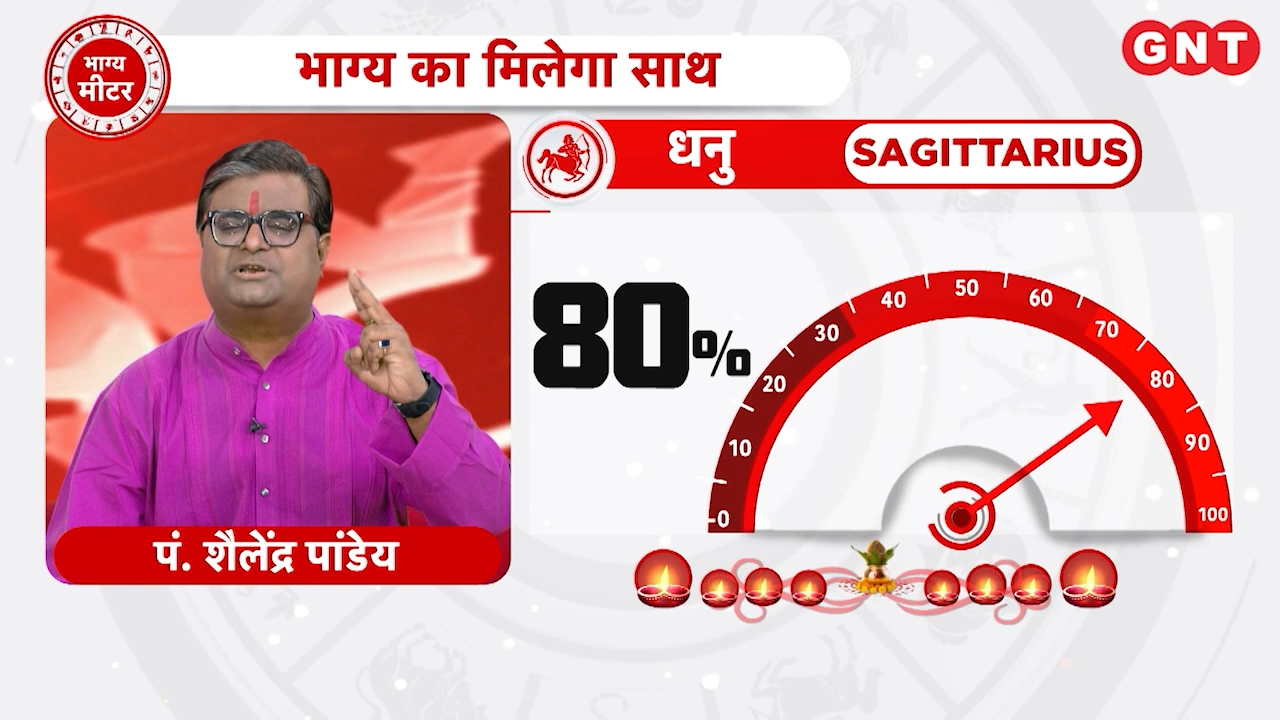 भाग्य
मीटर
भाग्य का मिलेगा साथ
GNT
धनु
SAGITTARIUS
80%
0
10
20
30
40
50
60
70
80
90
100
पं. शैलेंद्र पांडेय